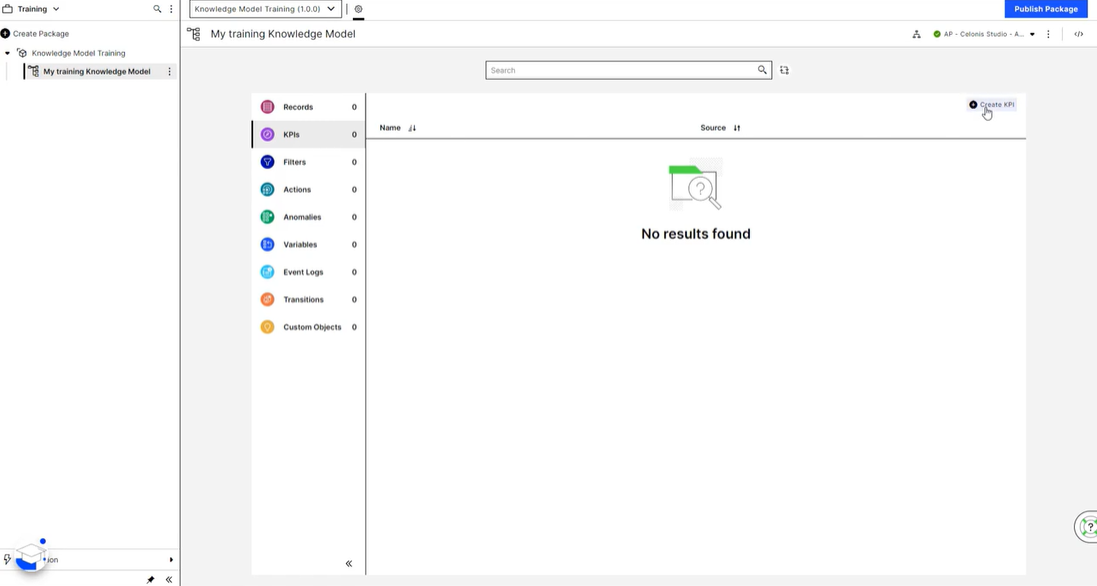 Training
Knowledge Model Training (1.0.0)
Publish Package
Create Package
My training Knowledge Model
AP - Celonis Studio - A...
Knowledge Model Training
My training Knowledge Model
Search
Records 0
Create KPI
Name
Source
KPIs 0
Filters 0
Actions 0
Anomalies 0
No results found
Variables 0
Event Logs 0
Transitions 0
Custom Objects 0